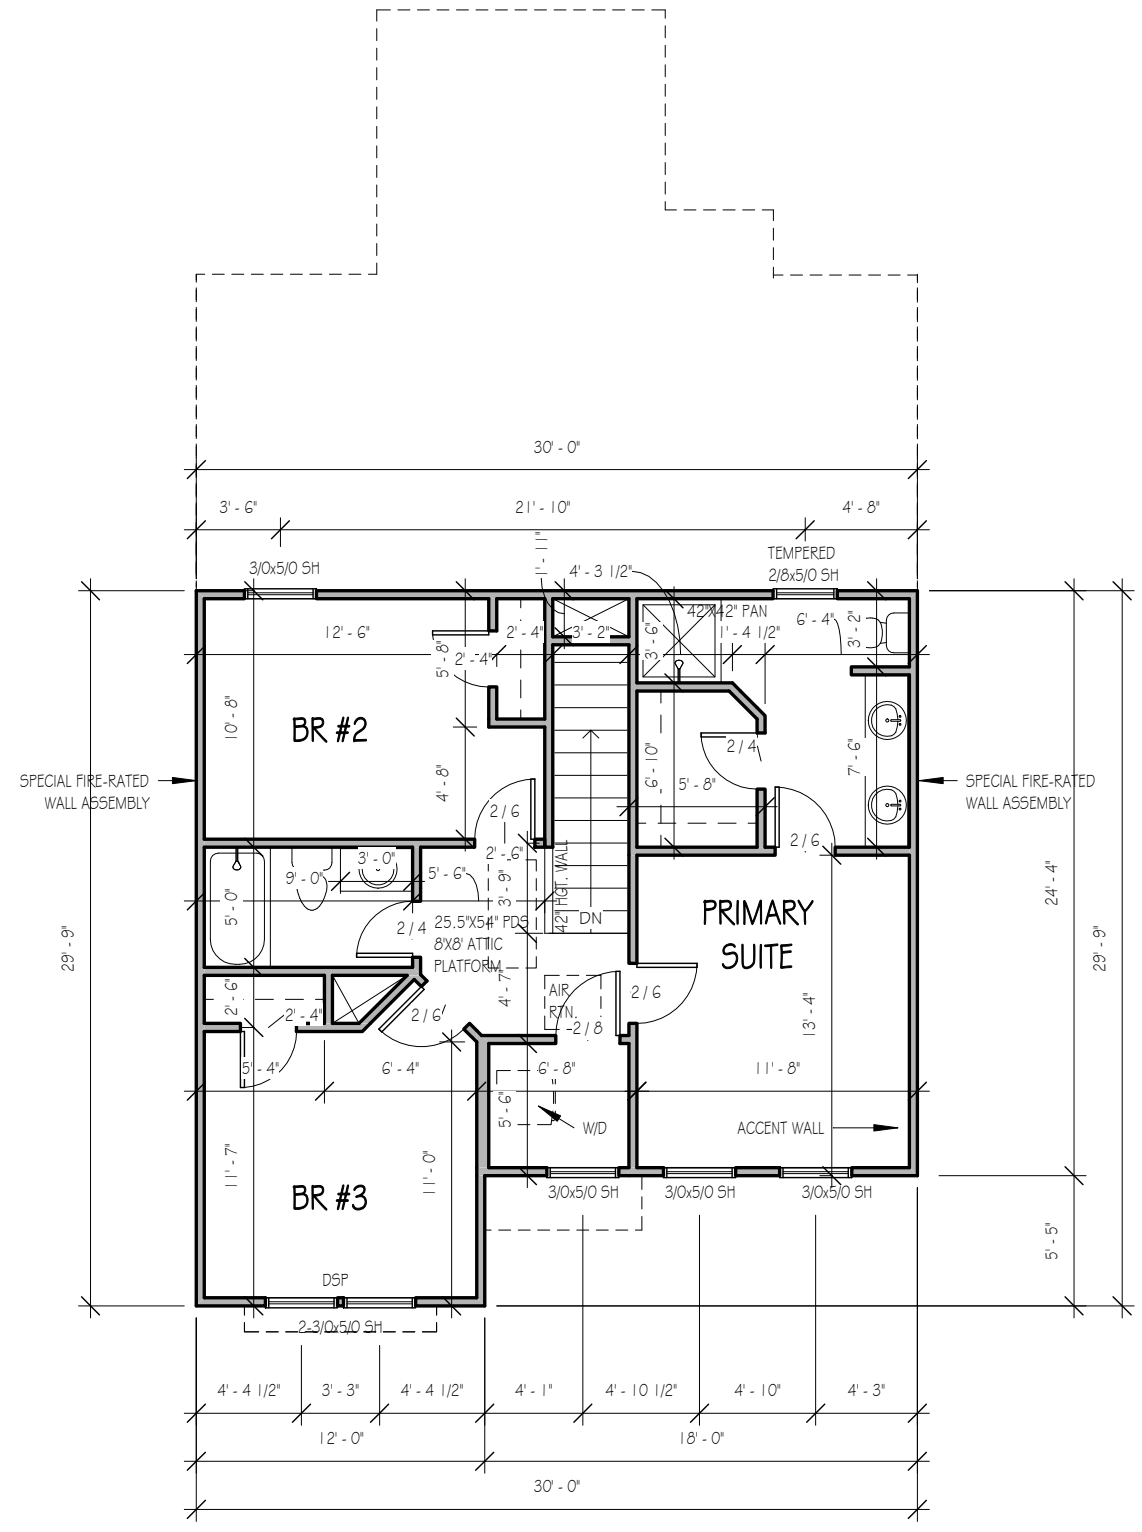 30' - 0"
3' - 6"
21' - 10"
4' - 8"
3/0x5/0 SH
1' - 11"
4' - 3 1/2"
TEMPERED
2/8x5/0 SH
42"X42" PAN
12' - 6"
2' - 4"
3' - 2"
3' - 6"
1' - 4 1/2"
6' - 4"
3' - 2"
5' - 8"
2' - 4"
10' - 8"
BR #2
2 / 4
7' - 6"
6' - 10"
5' - 8"
4' - 8"
SPECIAL FIRE-RATED
WALL ASSEMBLY
SPECIAL FIRE-RATED
WALL ASSEMBLY
2 / 6
2 / 6
2' - 6"
3' - 0"
9' - 0"
5' - 6"
3' - 9"
42" HGT. WALL
5' - 0"
2 / 4
25.5"X54" PDS
8'X8' ATTIC
PLATFORM
DN
PRIMARY
SUITE
24' - 4"
29' - 9"
29' - 9"
4' - 7"
AIR
RTN.
2 / 6
2' - 6"
2' - 4"
2 / 6
2 / 8
13' - 4"
5' - 4"
6' - 4"
6' - 8"
11' - 8"
5' - 6"
W/D
ACCENT WALL
11' - 7"
11' - 0"
BR #3
3/0x5/0 SH
3/0x5/0 SH
3/0x5/0 SH
5' - 5"
DSP
2-3/0x5/0 SH
4' - 4 1/2"
3' - 3"
4' - 4 1/2"
4' - 1"
4' - 10 1/2"
4' - 10"
4' - 3"
12' - 0"
18' - 0"
30' - 0"